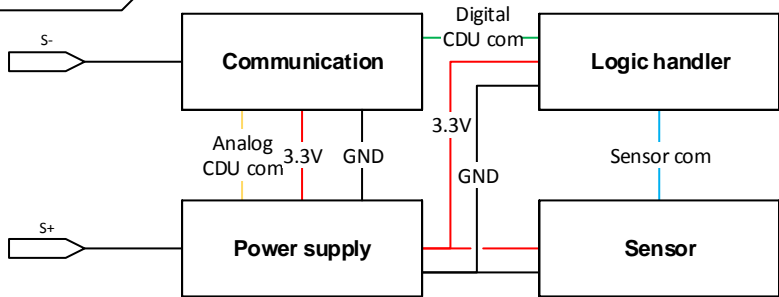 Digital
CDU com
S-
Communication
Logic handler
3.3V
Analog
CDU com
3.3V
GND
Sensor com
GND
S+
Power supply
Sensor